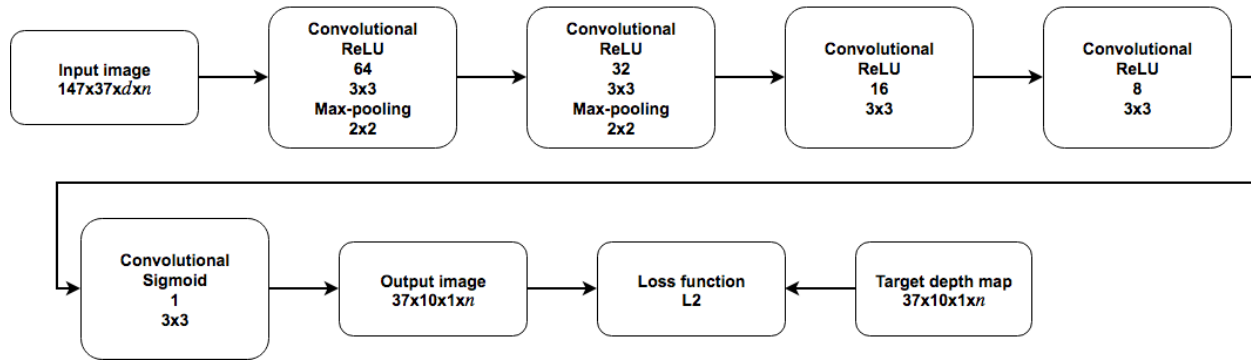 Input image
147x37xdxn
Convolutional
ReLU
64
3x3
Max-pooling
2x2
Convolutional
ReLU
32
3x3
Max-pooling
2x2
Convolutional
ReLU
16
3x3
Convolutional
ReLU
8
3x3
Convolutional
Sigmoid
1
3x3
Output image
37x10x1xn
Loss function
L2
Target depth map
37x10x1xn